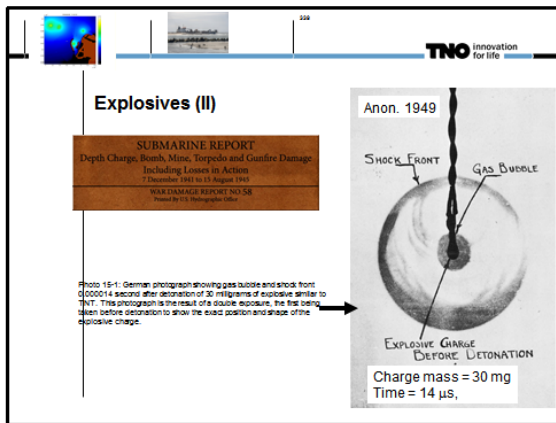 338
TNO innovation
for life
Explosives (II)
SUBMARINE REPORT
Depth Charge, Bomb, Mine, Torpedo and Gunfire Damage
Including Losses in Action
7 December 1941 to 15 August 1945
WAR DAMAGE REPORT NO 58
Printed By U.S. Hydrographic Office
Photo 15-1: German photograph showing gas bubble and shock front
0.000014 second after detonation of 30 milligrams of explosive similar to
TNT. This photograph is the result of a double exposure, the first being
taken before detonation to show the exact position and shape of the
explosive charge.
Anon. 1949
SHOCK FRONT
GAS BUBBLE
EXPLOSIVE CHARGE
BEFORE DETONATION
Charge mass = 30 mg
Time = 14 μs,